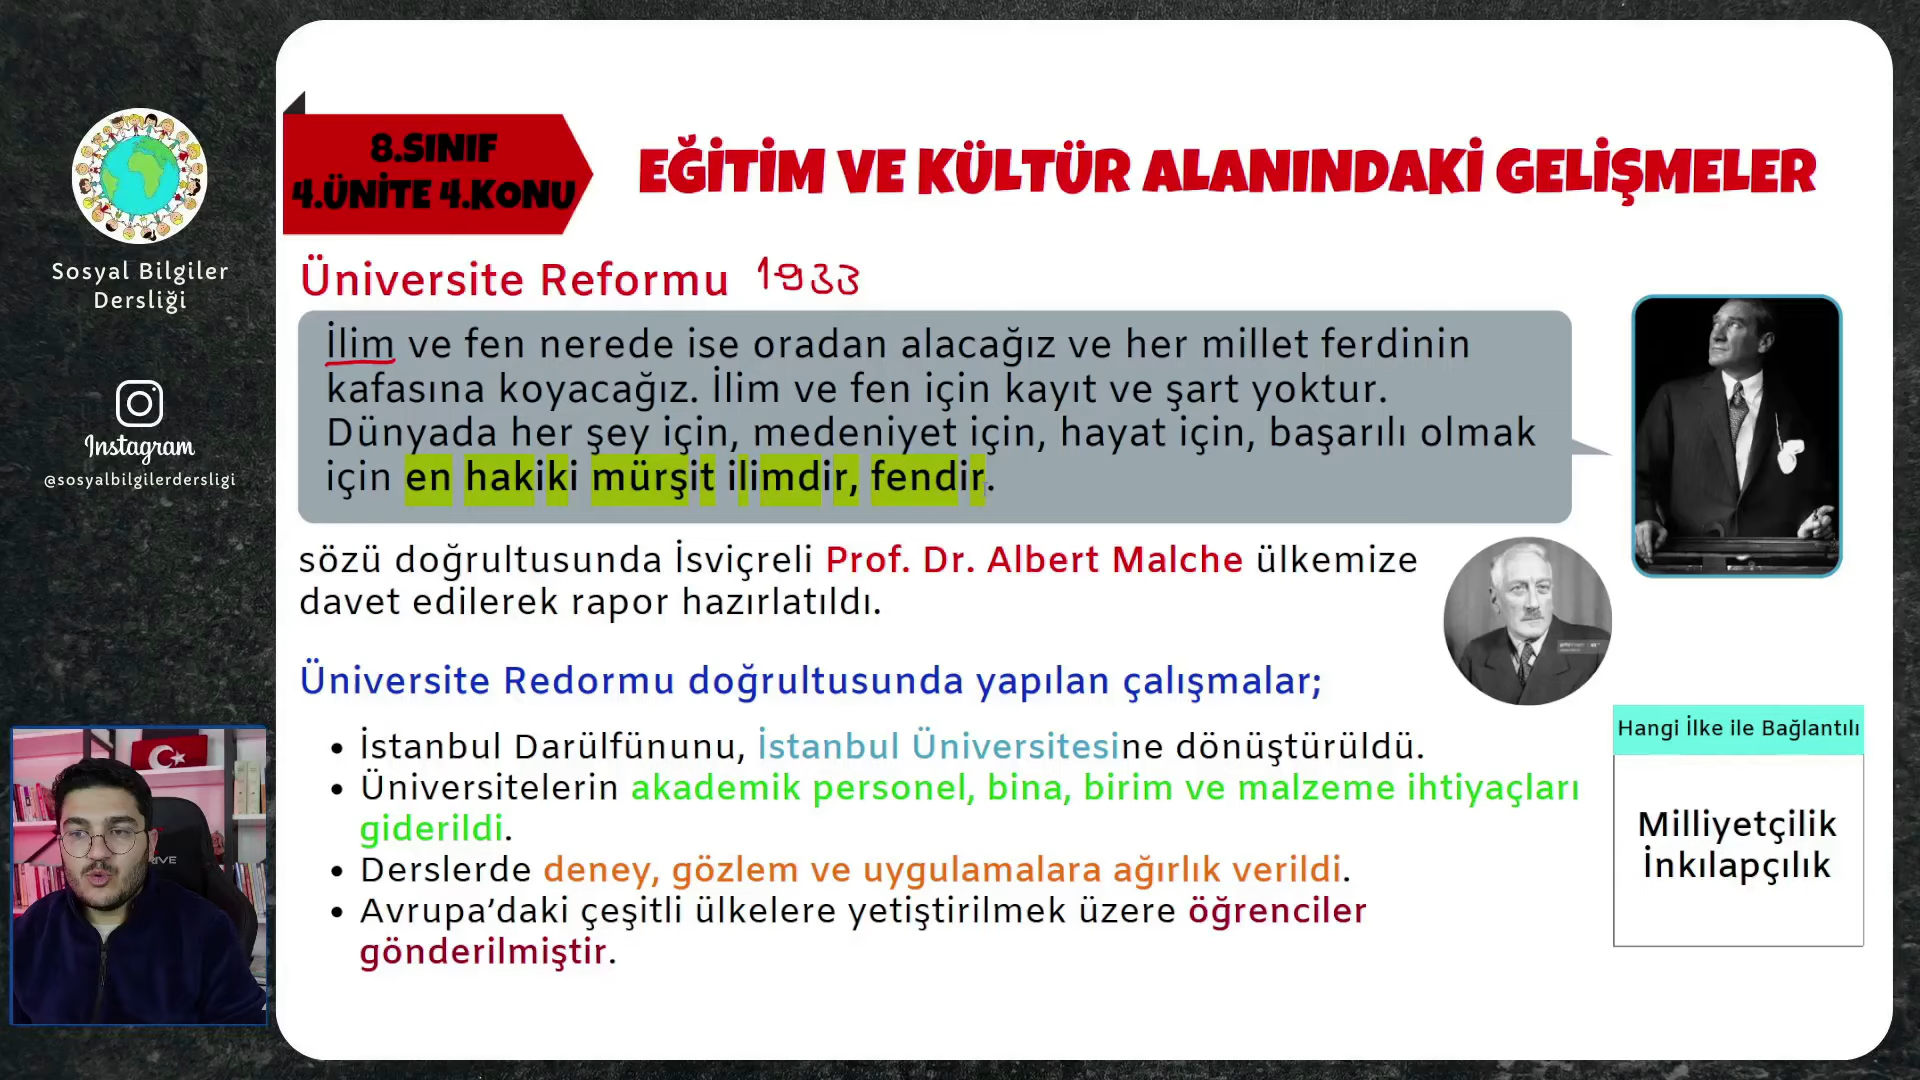 8.SINIF
4.ÜNİTE 4.KONU
EĞİTİM VE KÜLTÜR ALANINDAKİ GELİŞMELER
Sosyal Bilgiler
Dersliği
Instagram
@sosyalbilgilerdersligi
Üniversite Reformu 1933
İlim ve fen nerede ise oradan alacağız ve her millet ferdinin
kafasına koyacağız. İlim ve fen için kayıt ve şart yoktur.
Dünyada her şey için, medeniyet için, hayat için, başarılı olmak
için en hakiki mürşit ilimdir, fendir.
sözü doğrultusunda İsviçreli Prof. Dr. Albert Malche ülkemize
davet edilerek rapor hazırlatıldı.
Üniversite Redormu doğrultusunda yapılan çalışmalar;
• İstanbul Darülfünunu, İstanbul Üniversitesine dönüştürüldü.
• Üniversitelerin akademik personel, bina, birim ve malzeme ihtiyaçları
giderildi.
• Derslerde deney, gözlem ve uygulamalara ağırlık verildi.
• Avrupa’daki çeşitli ülkelere yetiştirilmek üzere öğrenciler
gönderilmiştir.
Hangi İlke ile Bağlantılı
Milliyetçilik
İnkılapçılık